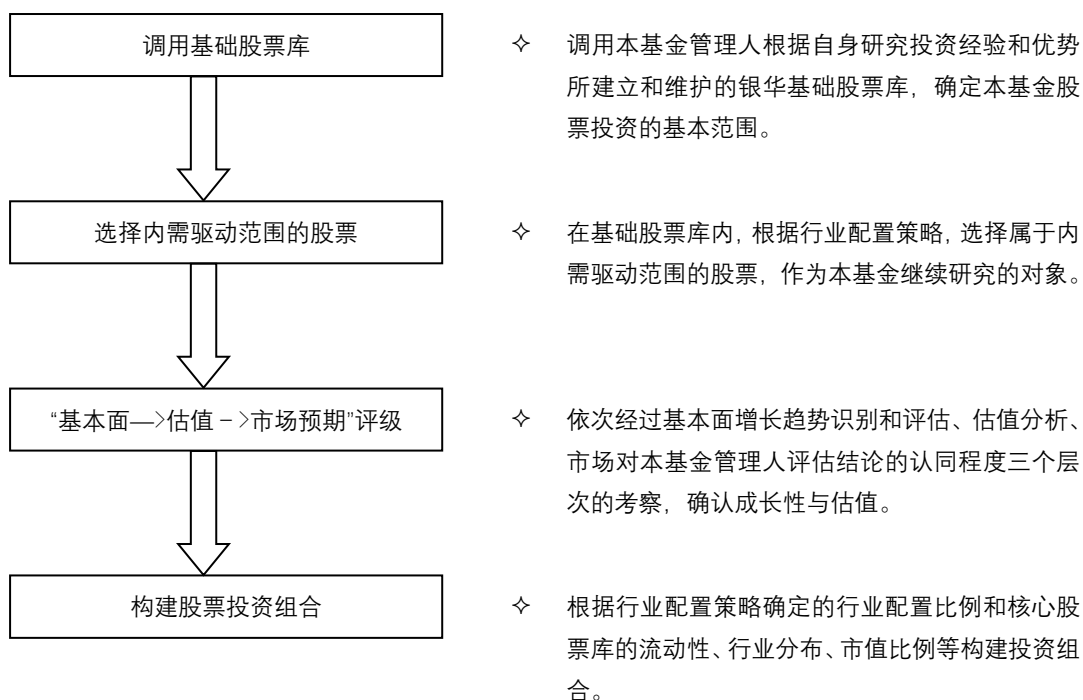 调用基础股票库
✧ 调用本基金管理人根据自身研究投资经验和优势
所建立和维护的银华基础股票库，确定本基金股
票投资的基本范围。
选择内需驱动范围的股票
✧ 在基础股票库内，根据行业配置策略，选择属于内
需驱动范围的股票，作为本基金继续研究的对象。
“基本面—>估值－>市场预期”评级
✧ 依次经过基本面增长趋势识别和评估、估值分析、
市场对本基金管理人评估结论的认同程度三个层
次的考察，确认成长性与估值。
构建股票投资组合
✧ 根据行业配置策略确定的行业配置比例和核心股
票库的流动性、行业分布、市值比例等构建投资组
合。